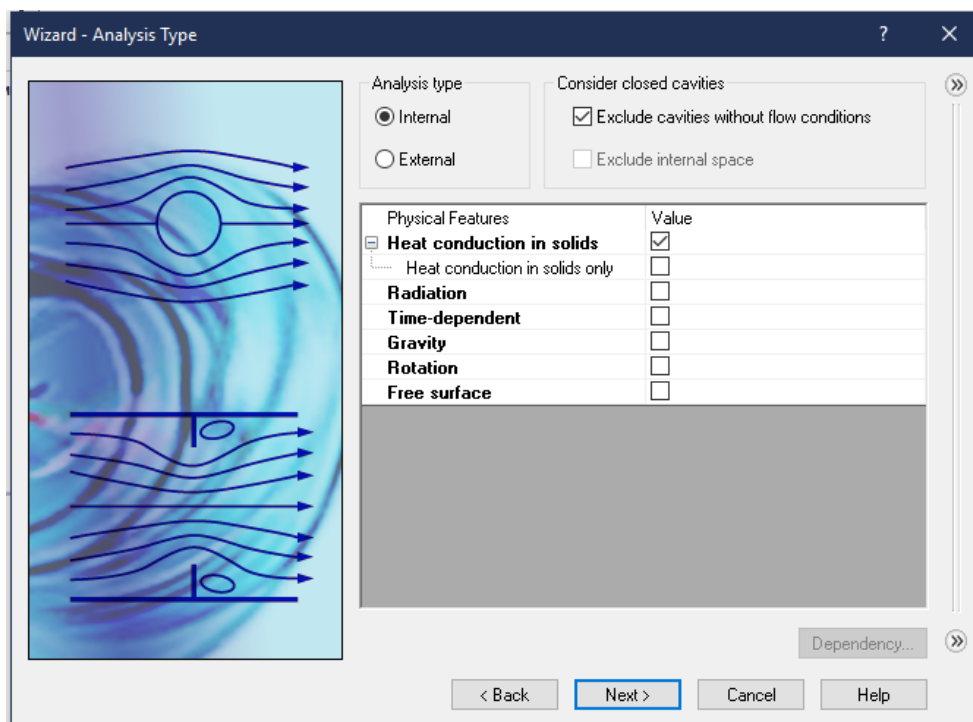 Wizard - Analysis Type
?
Analysis type
Internal
External
Consider closed cavities
Exclude cavities without flow conditions
Exclude internal space
Physical Features Value
Heat conduction in solids
Heat conduction in solids only
Radiation
Time-dependent
Gravity
Rotation
Free surface
Dependency...
< Back Next > Cancel Help